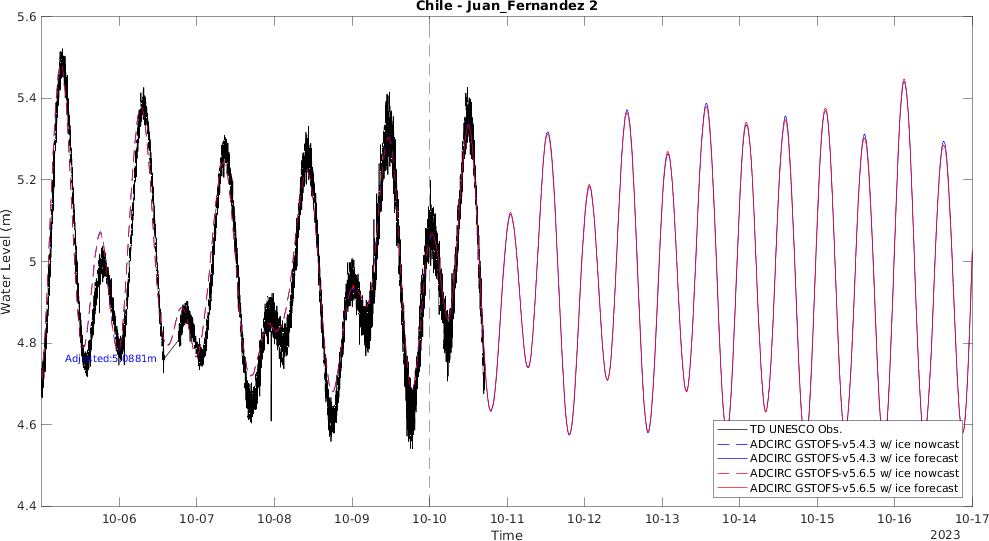 Chile - Juan_Fernandez 2
5.6
5.4
5.2
5
4.8
4.6
4.4
Water Level (m)
Adjusted:5.0881m
TD UNESCO Obs.
ADCIRC GSTOFS-v5.4.3 w/ ice nowcast
ADCIRC GSTOFS-v5.4.3 w/ ice forecast
ADCIRC GSTOFS-v5.6.5 w/ ice nowcast
ADCIRC GSTOFS-v5.6.5 w/ ice forecast
10-06 10-07 10-08 10-09 10-10 10-11 10-12 10-13 10-14 10-15 10-16 10-17
Time
2023